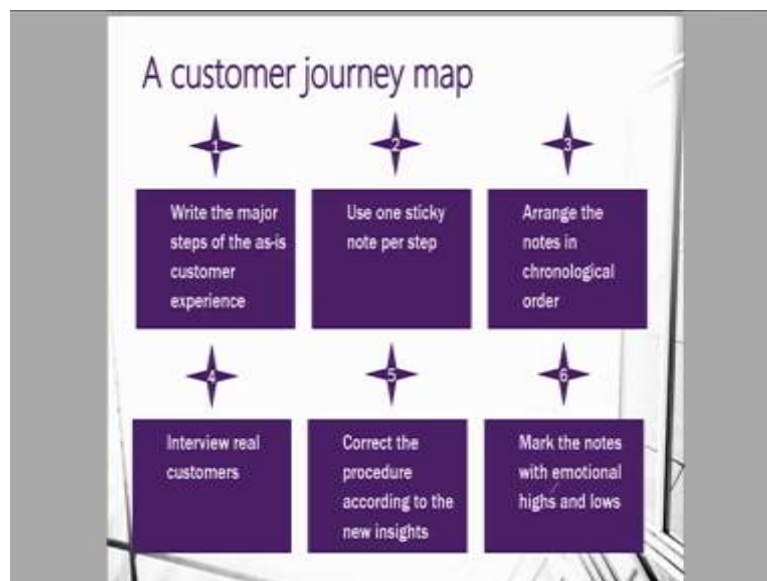 A customer journey map
1
2
3
Write the major
steps of the as-is
customer
experience
Use one sticky
note per step
Arrange the
notes in
chronological
order
4
5
6
Interview real
customers
Correct the
procedure
according to the
new insights
Mark the notes
with emotional
highs and lows